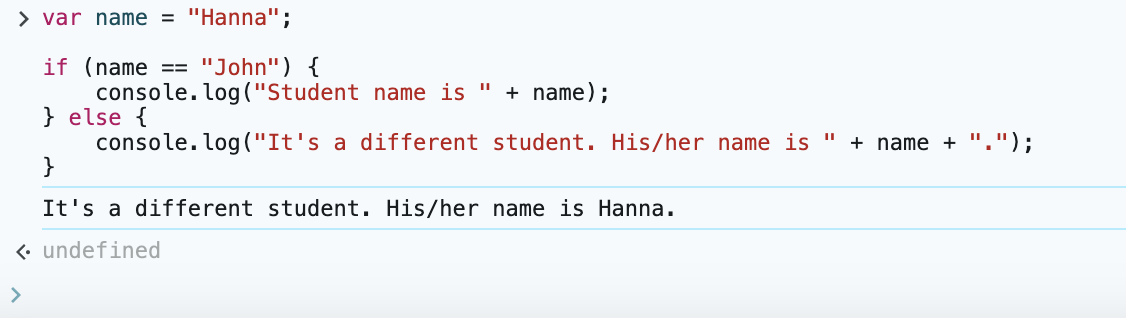 > var name = "Hanna";
if (name == "John") {
    console.log("Student name is " + name);
} else {
    console.log("It's a different student. His/her name is " + name + ".");
}
It's a different student. His/her name is Hanna.
undefined
>